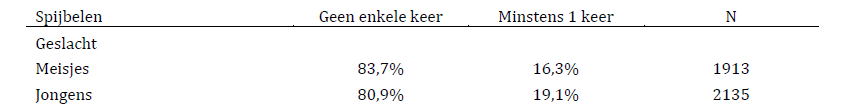 Spijbelen Geen enkele keer Minstens 1 keer N
Geslacht
Meisjes 83,7% 16,3% 1913
Jongens 80,9% 19,1% 2135